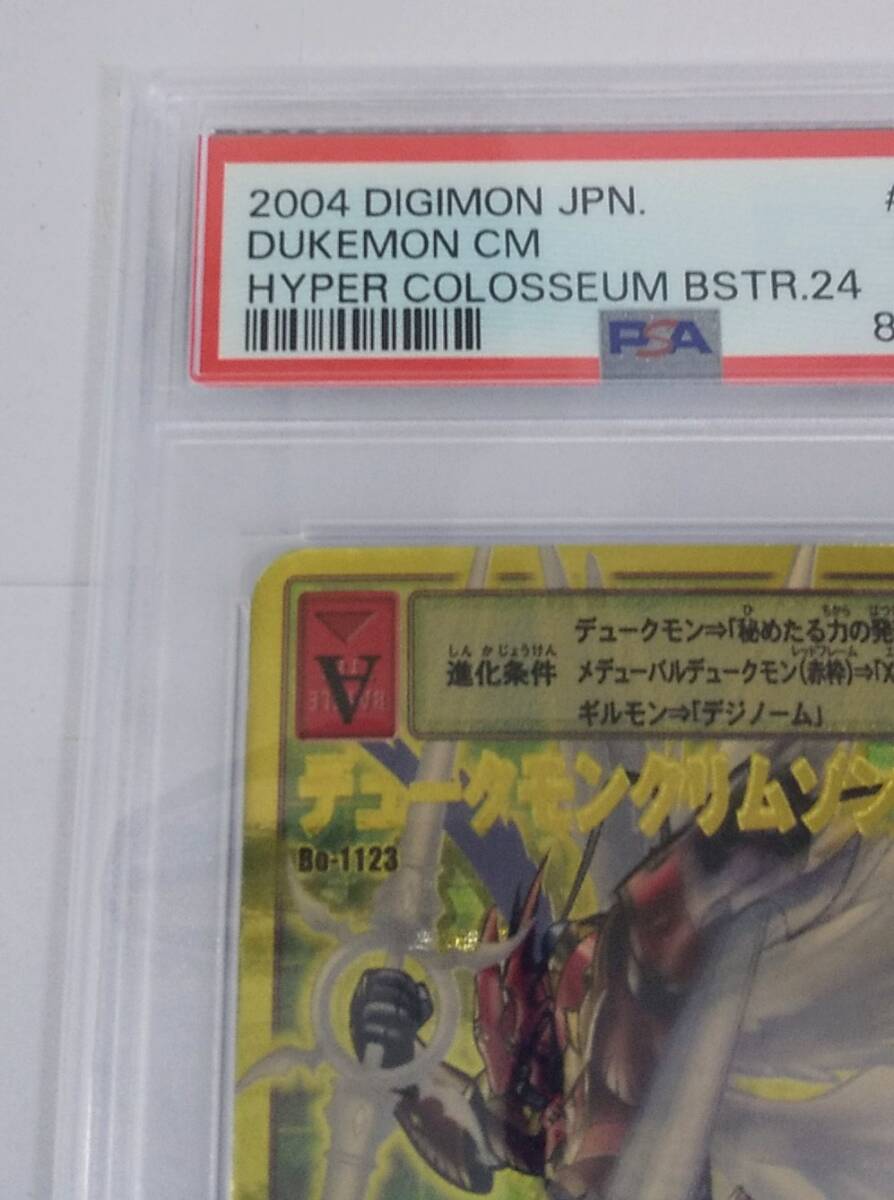 2004 DIGIMON JPN. #
DUKEMON CM
HYPER COLOSSEUM BSTR.24
PSA 8
デュークモン⇒「秘めたる力の発
進化条件 メデューバルデュークモン(赤枠)⇒「X
ギルモン⇒「デジノーム」
A
デュークモンクリムゾン
Bo-1123